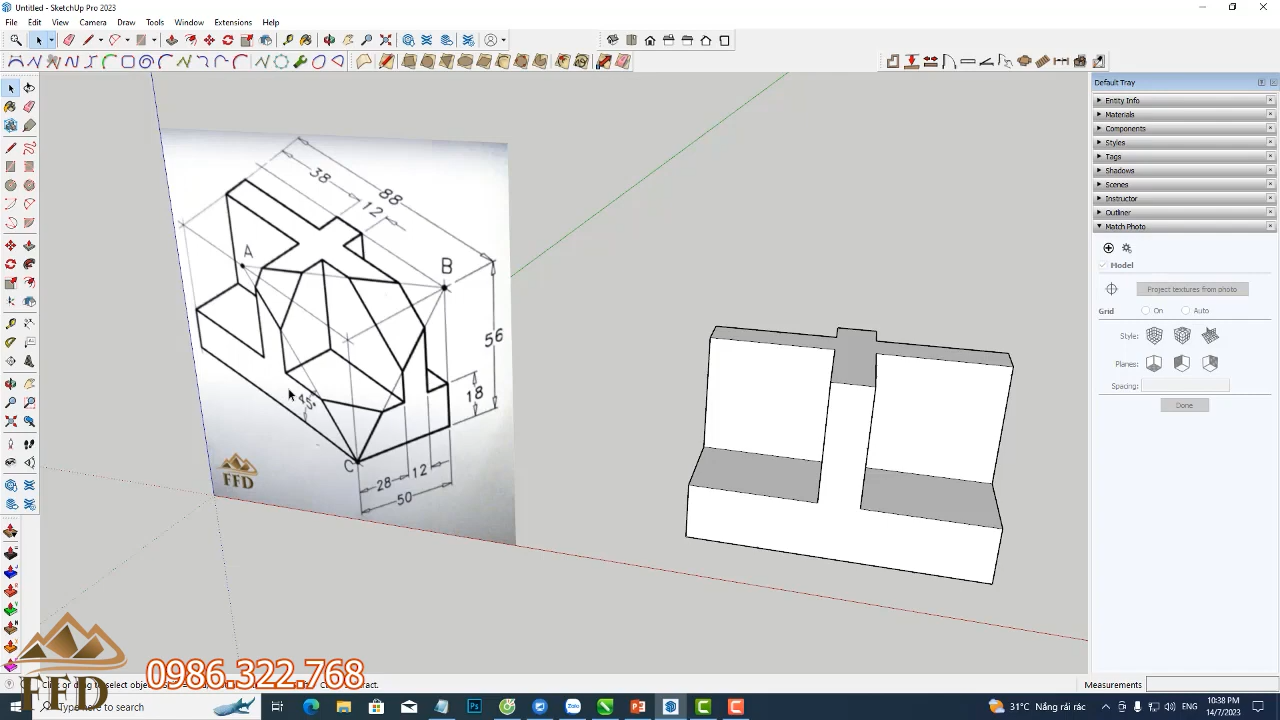 Untitled - SketchUp Pro 2023
File Edit View Camera Draw Tools Window Extensions Help
Default Tray
Entity Info
Materials
Components
Styles
Tags
Shadows
Scenes
Instructor
Outliner
Match Photo
Model
Project textures from photo
Grid On Auto
Style:
Planes:
Spacing:
Done
38
88
12
A
B
56
18
45°
C
28
12
50
FFD
FFD
0986.322.768
Measurements
Type here to search
31°C Nắng rải rác
10:38 PM
14/7/2023